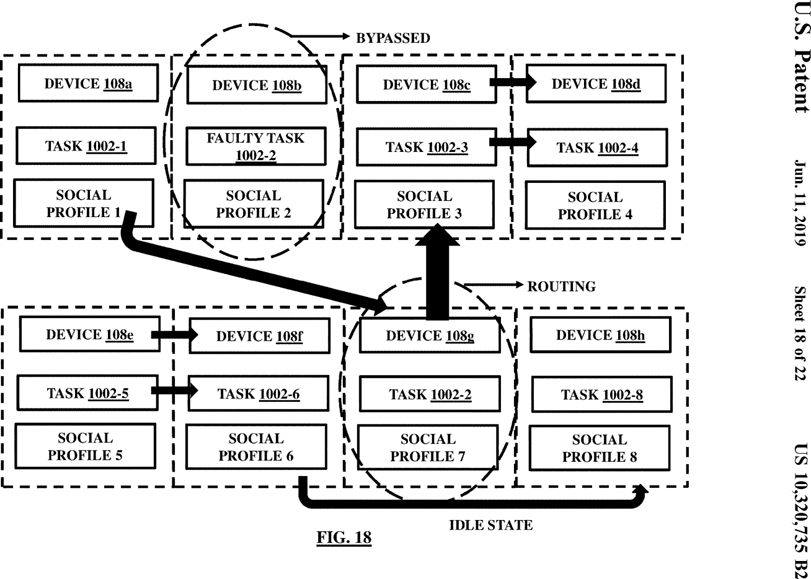 BYPASSED
DEVICE 108a
DEVICE 108b
DEVICE 108c
DEVICE 108d
TASK 1002-1
FAULTY TASK
1002-2
TASK 1002-3
TASK 1002-4
SOCIAL
PROFILE 1
SOCIAL
PROFILE 2
SOCIAL
PROFILE 3
SOCIAL
PROFILE 4
ROUTING
DEVICE 108e
DEVICE 108f
DEVICE 108g
DEVICE 108h
TASK 1002-5
TASK 1002-6
TASK 1002-2
TASK 1002-8
SOCIAL
PROFILE 5
SOCIAL
PROFILE 6
SOCIAL
PROFILE 7
SOCIAL
PROFILE 8
IDLE STATE
FIG. 18
U.S. Patent Jun. 11, 2019 Sheet 18 of 22 US 10,320,735 B2